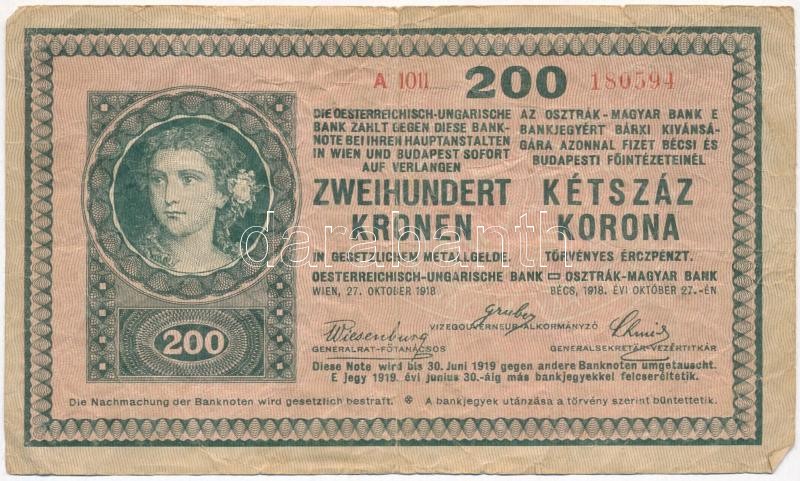 A 1011 200 180594
DIE OESTERREICHISCH-UNGARISCHE
BANK ZAHLT GEGEN DIESE BANK-
NOTE BEI IHREN HAUPTANSTALTEN
IN WIEN UND BUDAPEST SOFORT
AUF VERLANGEN
ZWEIHUNDERT
KRONEN
IN GESETZLICHEM METALLGELDE.
OESTERREICHISCH-UNGARISCHE BANK
WIEN, 27. OKTOBER 1918
AZ OSZTRÁK-MAGYAR BANK E
BANKJEGYÉRT BÁRKI KIVÁNSÁ-
GÁRA AZONNAL FIZET BÉCSI ÉS
BUDAPESTI FŐINTÉZETEINÉL
KÉTSZÁZ
KORONA
TÖRVÉNYES ÉRCZPÉNZT.
OSZTRÁK-MAGYAR BANK
BÉCS, 1918. ÉVI OKTÓBER 27.-ÉN
darabanth
200
Wiesenburg
GENERALRAT-FŐTANÁCSOS
Gruber
VIZEGOUVERNEUR ALKORMÁNYZÓ
Schmid
GENERALSEKRETÄR-VEZÉRTITKÁR
Diese Note wird bis 30. Juni 1919 gegen andere Banknoten umgetauscht.
E jegy 1919. évi junius 30.-áig más bankjegyekkel felcseréltetik.
Die Nachmachung der Banknoten wird gesetzlich bestraft. ※ A bankjegyek utánzása a törvény szerint büntettetik.